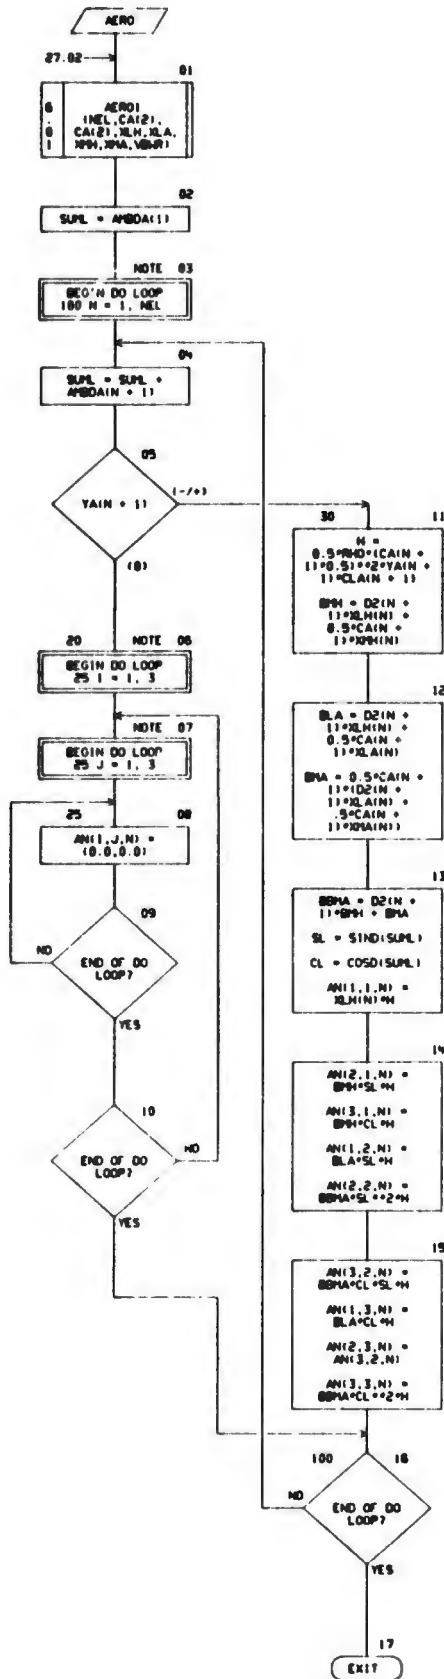 AERO
27.02
01
AERO1
(NEL,CA(2),
CA(2),XLH,XLA,
XMH,XMA,VBWR)
02
SUML = AMBDA(1)
NOTE 03
BEGIN DO LOOP
100 N = 1, NEL
04
SUML = SUML +
AMBDA(N + 1)
05
YA(N + 1)
(-/+)
(0)
20 NOTE 06
BEGIN DO LOOP
25 I = 1, 3
NOTE 07
BEGIN DO LOOP
25 J = 1, 3
25 08
AN(I,J,N) =
(0.0,0.0)
09
END OF DO
LOOP?
NO
YES
10
END OF DO
LOOP?
NO
YES
30 11
H =
0.5*RHO*(CA(N +
1)*0.5)**2*YA(N +
1)*CLA(N + 1)
BMH = D2(N +
1)*XLH(N) +
0.5*CA(N +
1)*XMH(N)
12
BLA = D2(N +
1)*XLH(N) +
0.5*CA(N +
1)*XLA(N)
BMA = 0.5*CA(N +
1)*(D2(N +
1)*XLA(N) +
.5*CA(N +
1)*XMA(N))
13
BBMA = D2(N +
1)*BMH + BMA
SL = SIND(SUML)
CL = COSD(SUML)
AN(1,1,N) =
XLH(N)*H
14
AN(2,1,N) =
BMH*SL*H
AN(3,1,N) =
BMH*CL*H
AN(1,2,N) =
BLA*SL*H
AN(2,2,N) =
BBMA*SL**2*H
15
AN(3,2,N) =
BBMA*CL*SL*H
AN(1,3,N) =
BLA*CL*H
AN(2,3,N) =
AN(3,2,N)
AN(3,3,N) =
BBMA*CL**2*H
100 16
END OF DO
LOOP?
NO
YES
17
EXIT